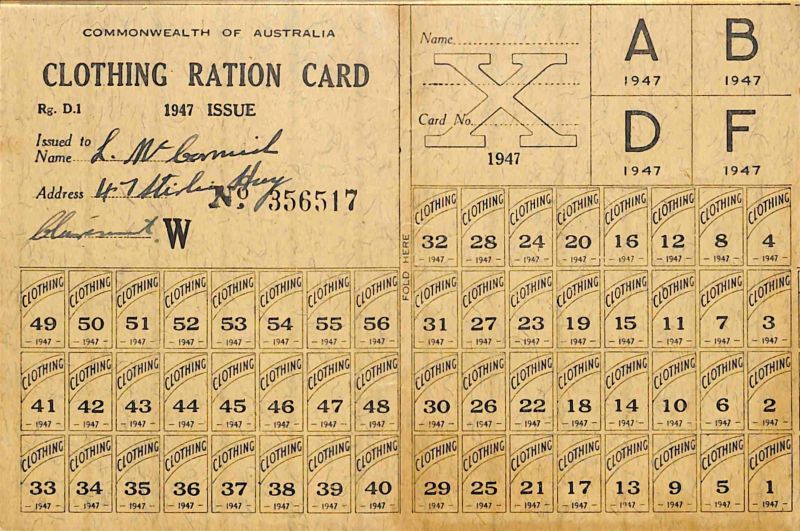 COMMONWEALTH OF AUSTRALIA
CLOTHING RATION CARD
Rg. D.1 1947 ISSUE
Issued to
Name L. McCormick
Address 47 Stirling Hwy
No 356517
Claremont. W
Name
Card No.
X
1947
A B
1947 1947
D F
1947 1947
FOLD HERE
CLOTHING CLOTHING CLOTHING CLOTHING CLOTHING CLOTHING CLOTHING CLOTHING
32 28 24 20 16 12 8 4
-1947- -1947- -1947- -1947- -1947- -1947- -1947- -1947-
CLOTHING CLOTHING CLOTHING CLOTHING CLOTHING CLOTHING CLOTHING CLOTHING CLOTHING CLOTHING CLOTHING CLOTHING CLOTHING CLOTHING CLOTHING CLOTHING
49 50 51 52 53 54 55 56 31 27 23 19 15 11 7 3
-1947- -1947- -1947- -1947- -1947- -1947- -1947- -1947- -1947- -1947- -1947- -1947- -1947- -1947- -1947- -1947-
CLOTHING CLOTHING CLOTHING CLOTHING CLOTHING CLOTHING CLOTHING CLOTHING CLOTHING CLOTHING CLOTHING CLOTHING CLOTHING CLOTHING CLOTHING CLOTHING
41 42 43 44 45 46 47 48 30 26 22 18 14 10 6 2
-1947- -1947- -1947- -1947- -1947- -1947- -1947- -1947- -1947- -1947- -1947- -1947- -1947- -1947- -1947- -1947-
CLOTHING CLOTHING CLOTHING CLOTHING CLOTHING CLOTHING CLOTHING CLOTHING CLOTHING CLOTHING CLOTHING CLOTHING CLOTHING CLOTHING CLOTHING CLOTHING
33 34 35 36 37 38 39 40 29 25 21 17 13 9 5 1
-1947- -1947- -1947- -1947- -1947- -1947- -1947- -1947- -1947- -1947- -1947- -1947- -1947- -1947- -1947- -1947-